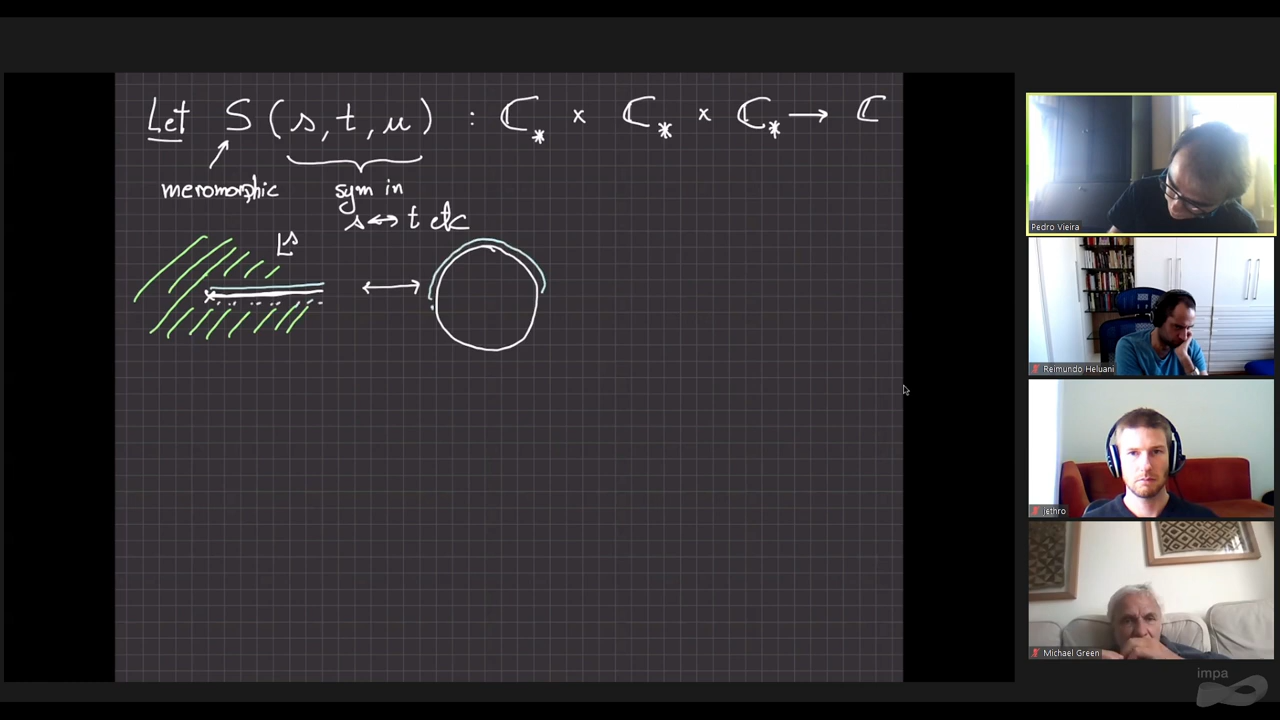 Let S (s, t, u) : ℂ* × ℂ* × ℂ* → ℂ
meromorphic
sym in
s ↔ t etc
s
↔
Pedro Vieira
Reimundo Heluani
jethro
Michael Green
impa